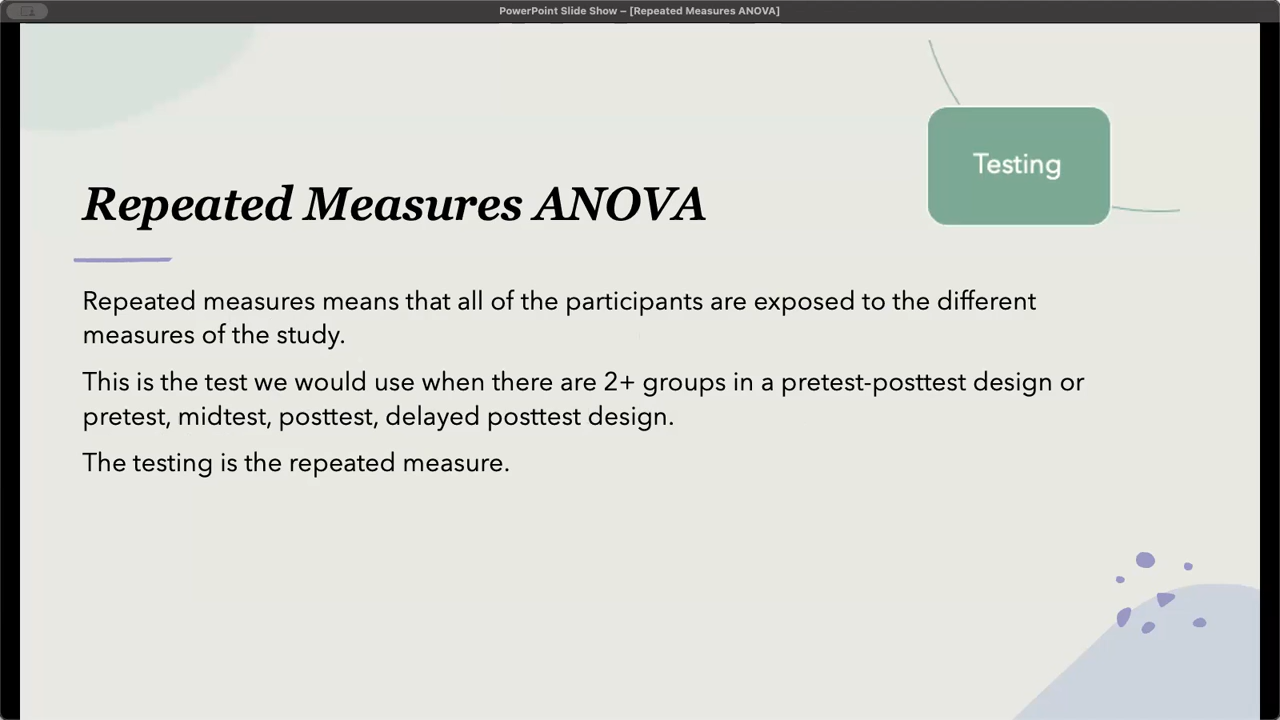 PowerPoint Slide Show – [Repeated Measures ANOVA]
Testing
Repeated Measures ANOVA
Repeated measures means that all of the participants are exposed to the different
measures of the study.
This is the test we would use when there are 2+ groups in a pretest-posttest design or
pretest, midtest, posttest, delayed posttest design.
The testing is the repeated measure.